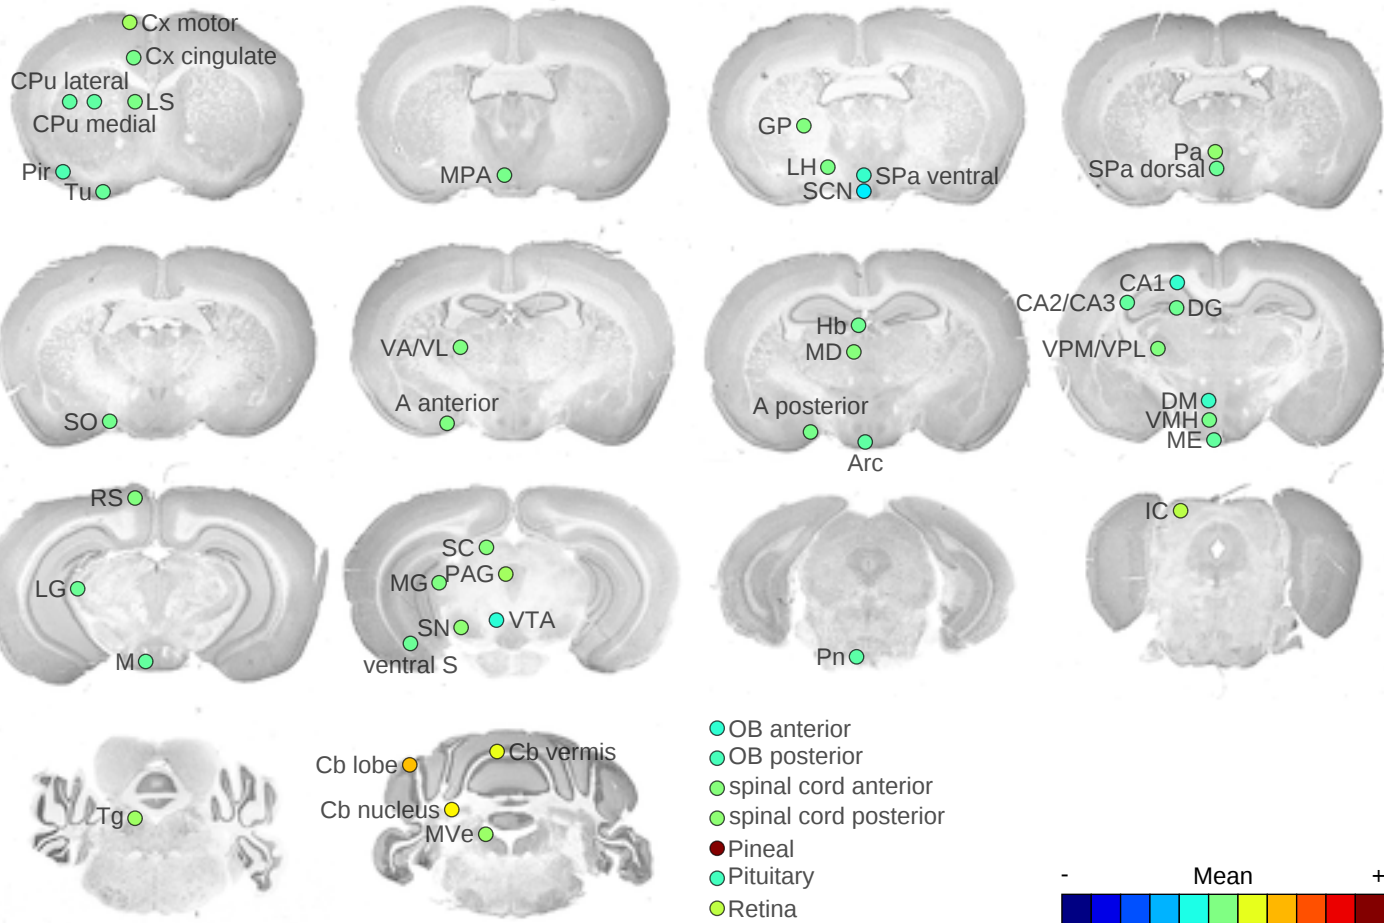 Cx motor
Cx cingulate
CPu lateral
LS
CPu medial
Pir
Tu
MPA
GP
LH
SPa ventral
SCN
Pa
SPa dorsal
SO
VA/VL
A anterior
Hb
MD
A posterior
Arc
CA1
CA2/CA3
DG
VPM/VPL
DM
VMH
ME
RS
LG
M
SC
MG
PAG
SN
VTA
ventral S
Pn
IC
Tg
Cb lobe
Cb vermis
Cb nucleus
MVe
OB anterior
OB posterior
spinal cord anterior
spinal cord posterior
Pineal
Pituitary
Retina
- Mean +